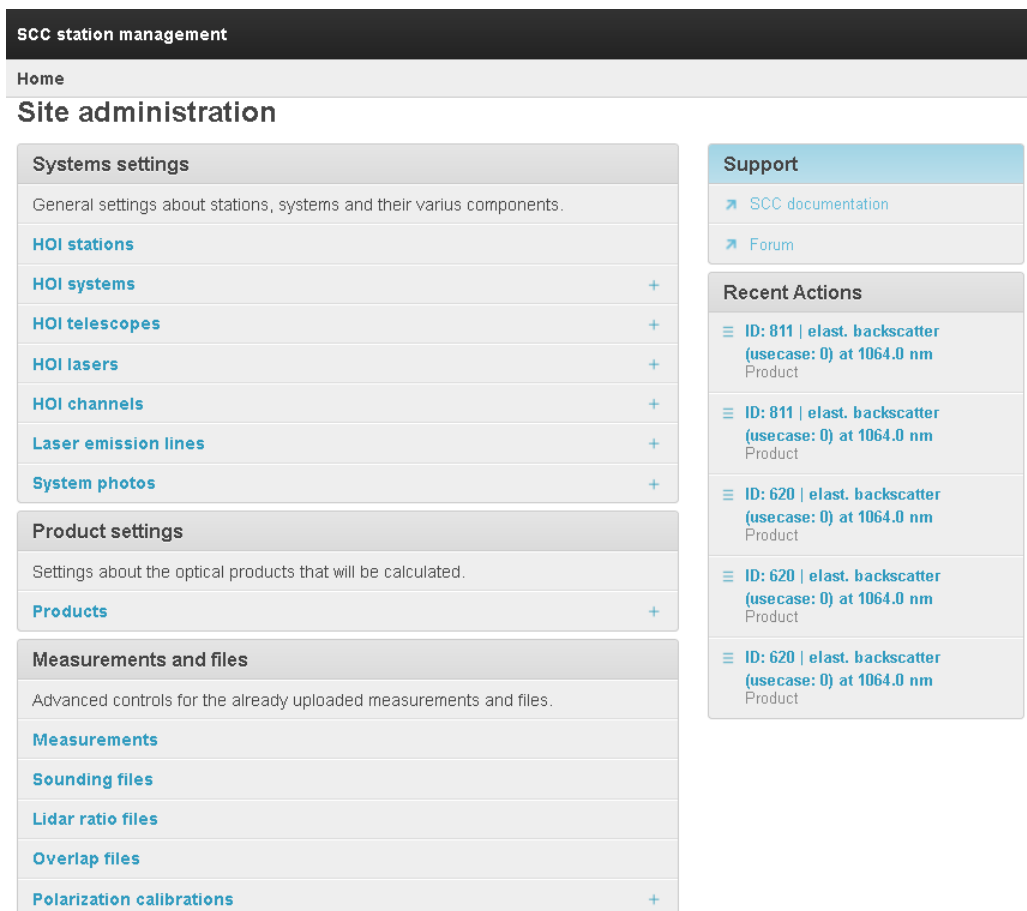 SCC station management
Home
Site administration
Systems settings
General settings about stations, systems and their varius components.
HOI stations
HOI systems
HOI telescopes
HOI lasers
HOI channels
Laser emission lines
System photos
Product settings
Settings about the optical products that will be calculated.
Products
Measurements and files
Advanced controls for the already uploaded measurements and files.
Measurements
Sounding files
Lidar ratio files
Overlap files
Polarization calibrations
Support
SCC documentation
Forum
Recent Actions
ID: 811 | elast. backscatter
(usecase: 0) at 1064.0 nm
Product
ID: 811 | elast. backscatter
(usecase: 0) at 1064.0 nm
Product
ID: 620 | elast. backscatter
(usecase: 0) at 1064.0 nm
Product
ID: 620 | elast. backscatter
(usecase: 0) at 1064.0 nm
Product
ID: 620 | elast. backscatter
(usecase: 0) at 1064.0 nm
Product